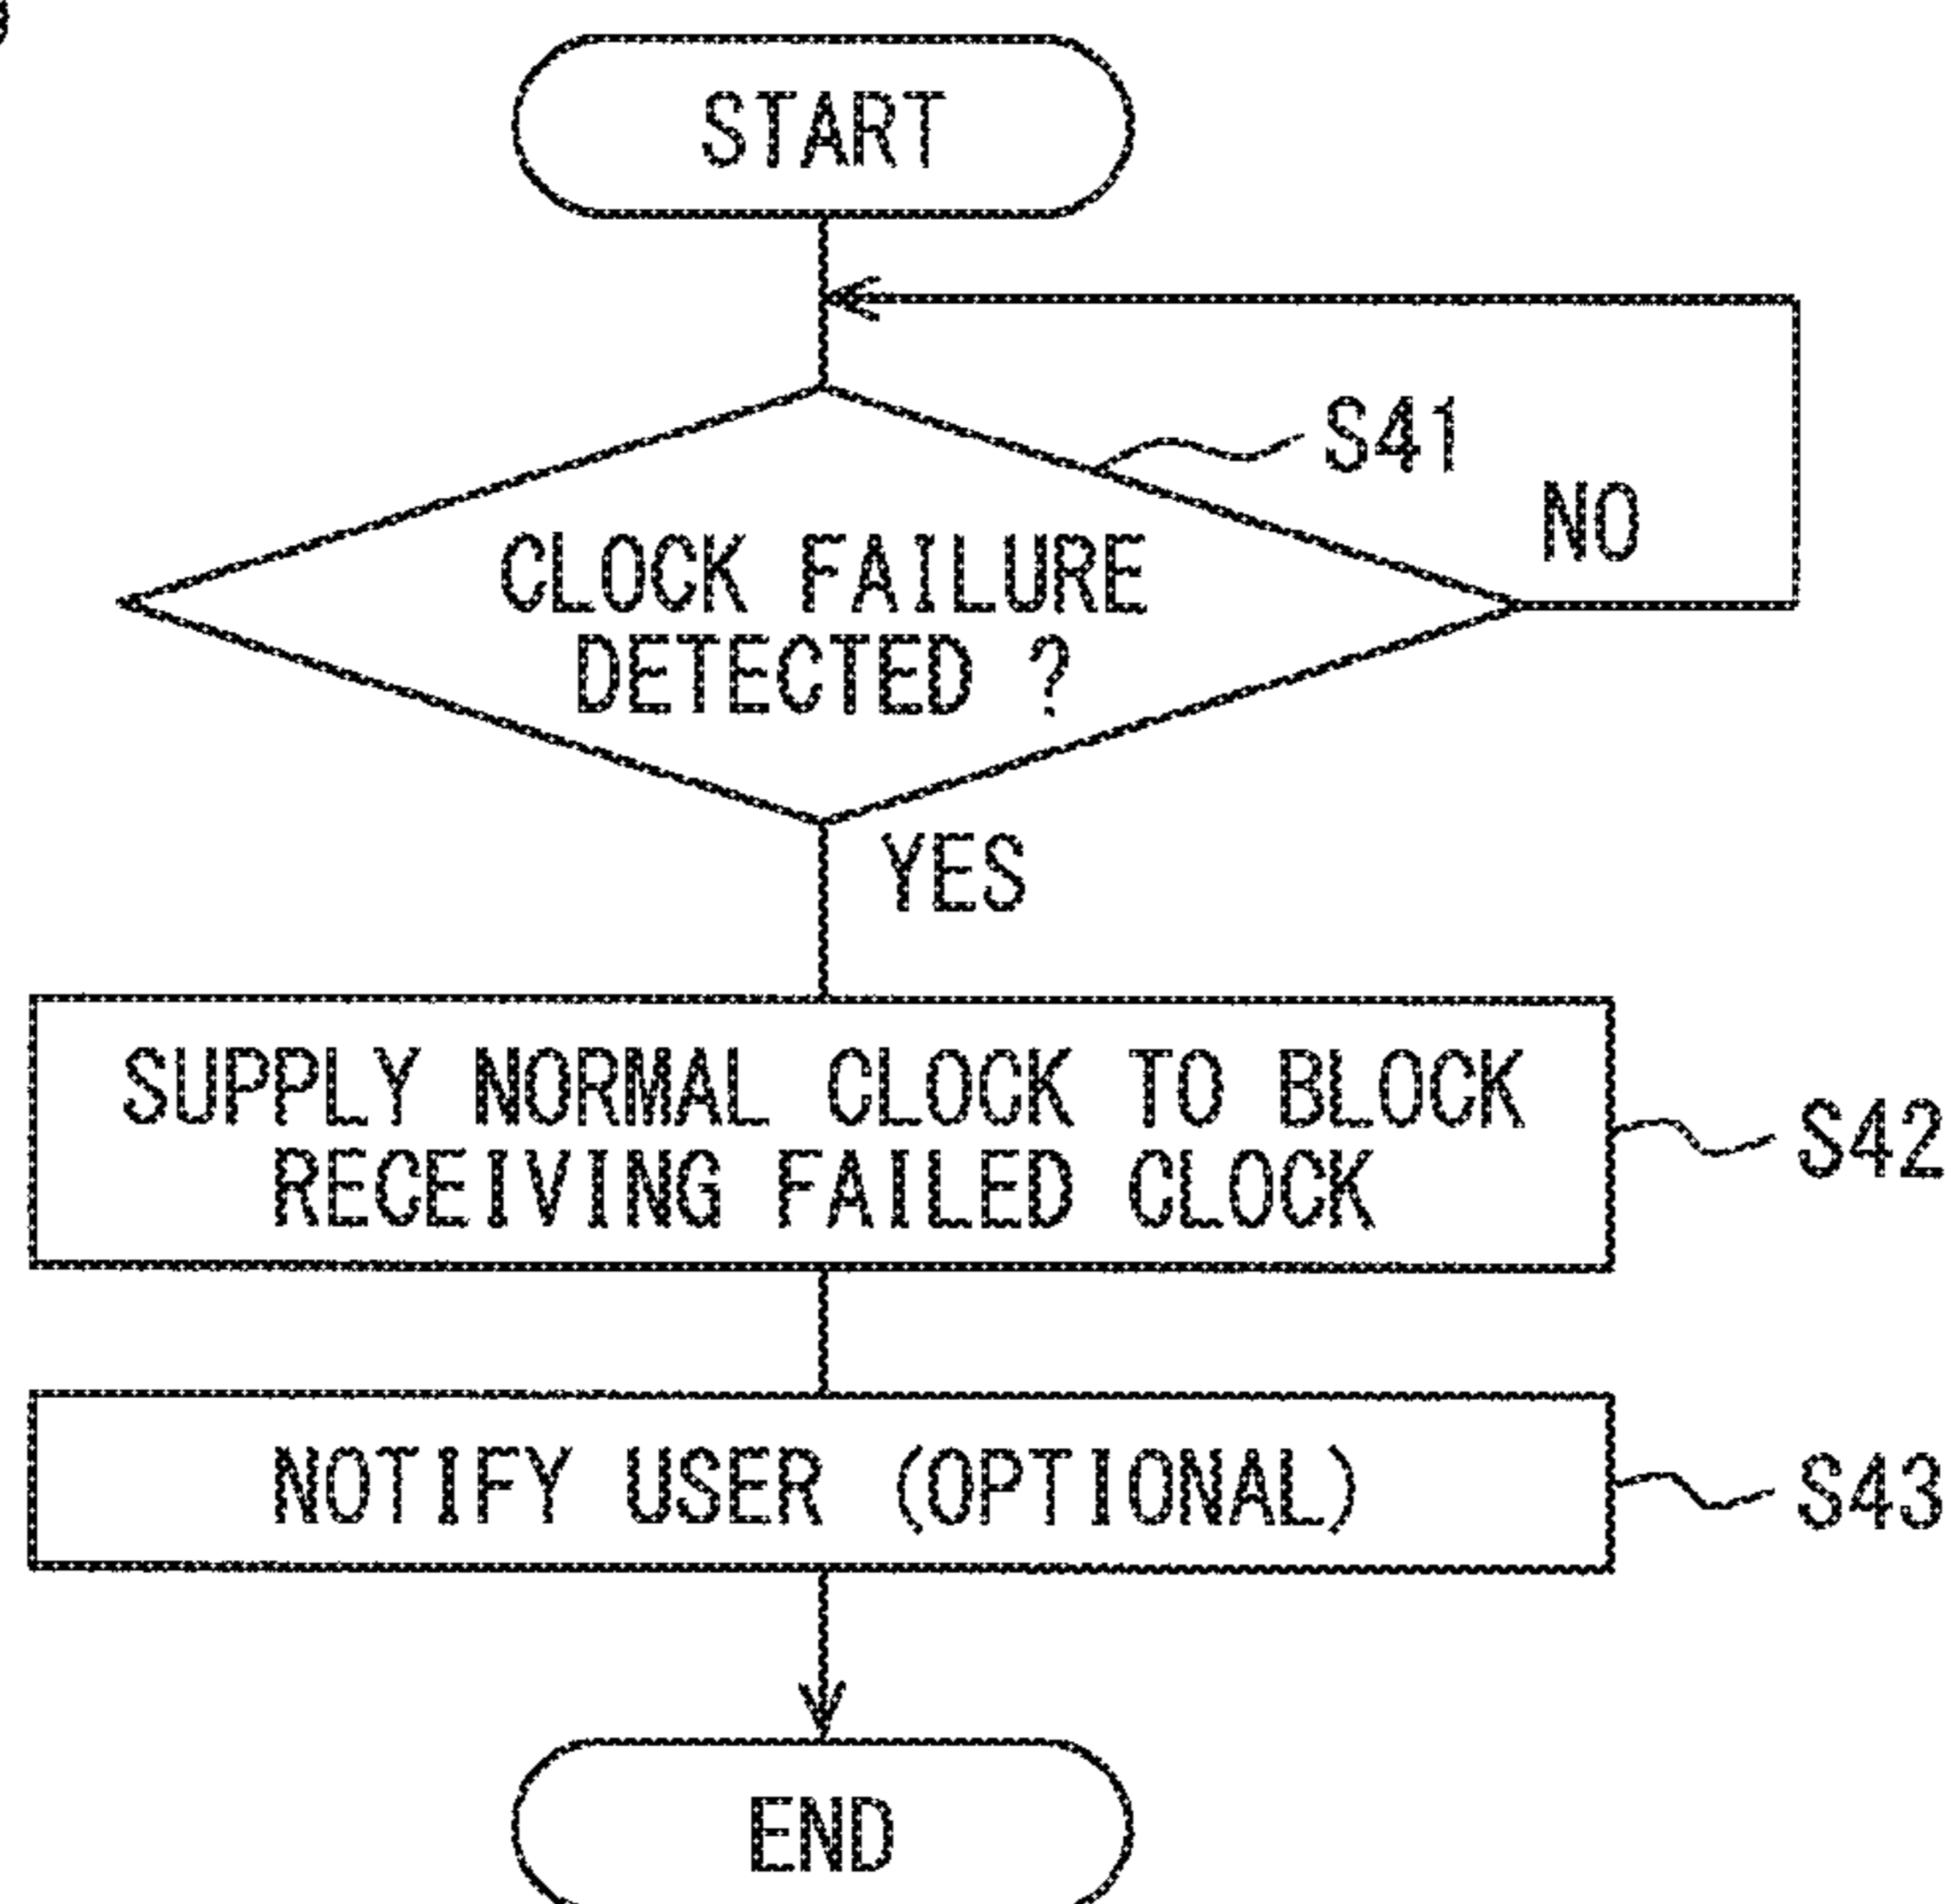 START
S41
NO
CLOCK FAILURE
DETECTED ?
YES
SUPPLY NORMAL CLOCK TO BLOCK
RECEIVING FAILED CLOCK
S42
NOTIFY USER (OPTIONAL)
S43
END